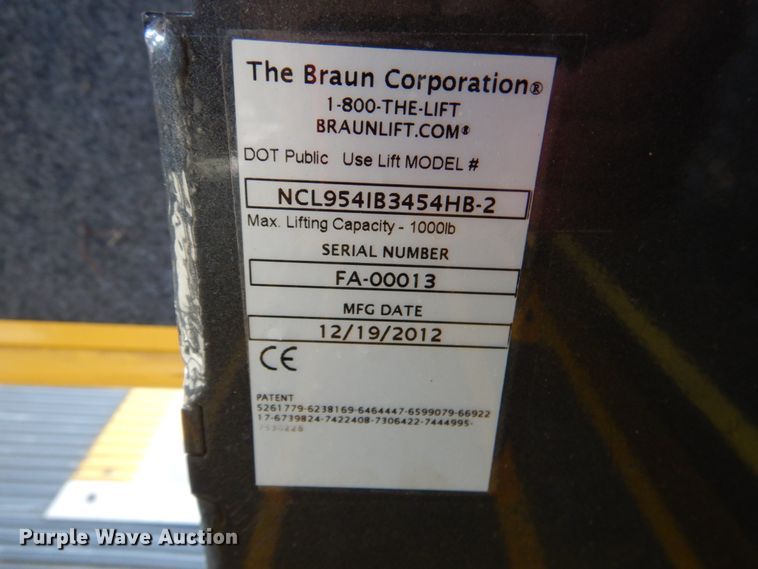 The Braun Corporation®
1-800-THE-LIFT
BRAUNLIFT.COM®
DOT Public Use Lift MODEL #
NCL954IB3454HB-2
Max. Lifting Capacity - 1000lb
SERIAL NUMBER
FA-00013
MFG DATE
12/19/2012
CE
PATENT
5261779-6238169-6464447-6599079-66922
17-6739824-7422408-7306422-7444995-
Purple Wave Auction